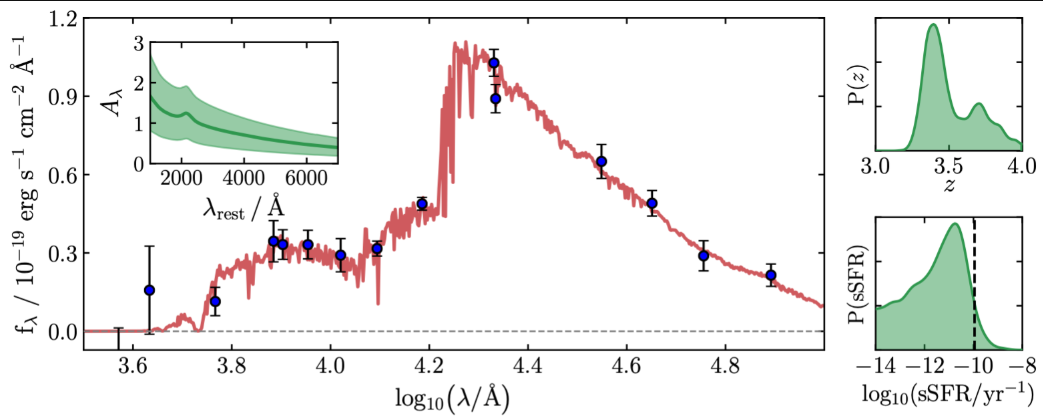 1.2
0.9
0.6
0.3
0.0
f_λ / 10⁻¹⁹ erg s⁻¹ cm⁻² Å⁻¹
3.6 3.8 4.0 4.2 4.4 4.6 4.8
log₁₀(λ/Å)
3
2
1
0
A_λ
2000 4000 6000
λ_rest / Å
P(z)
3.0 3.5 4.0
z
P(sSFR)
−14 −12 −10 −8
log₁₀(sSFR/yr⁻¹)